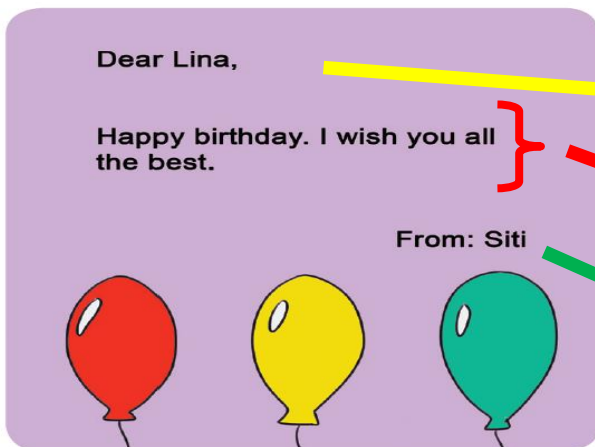 Dear Lina,
Happy birthday. I wish you all
the best.
From: Siti